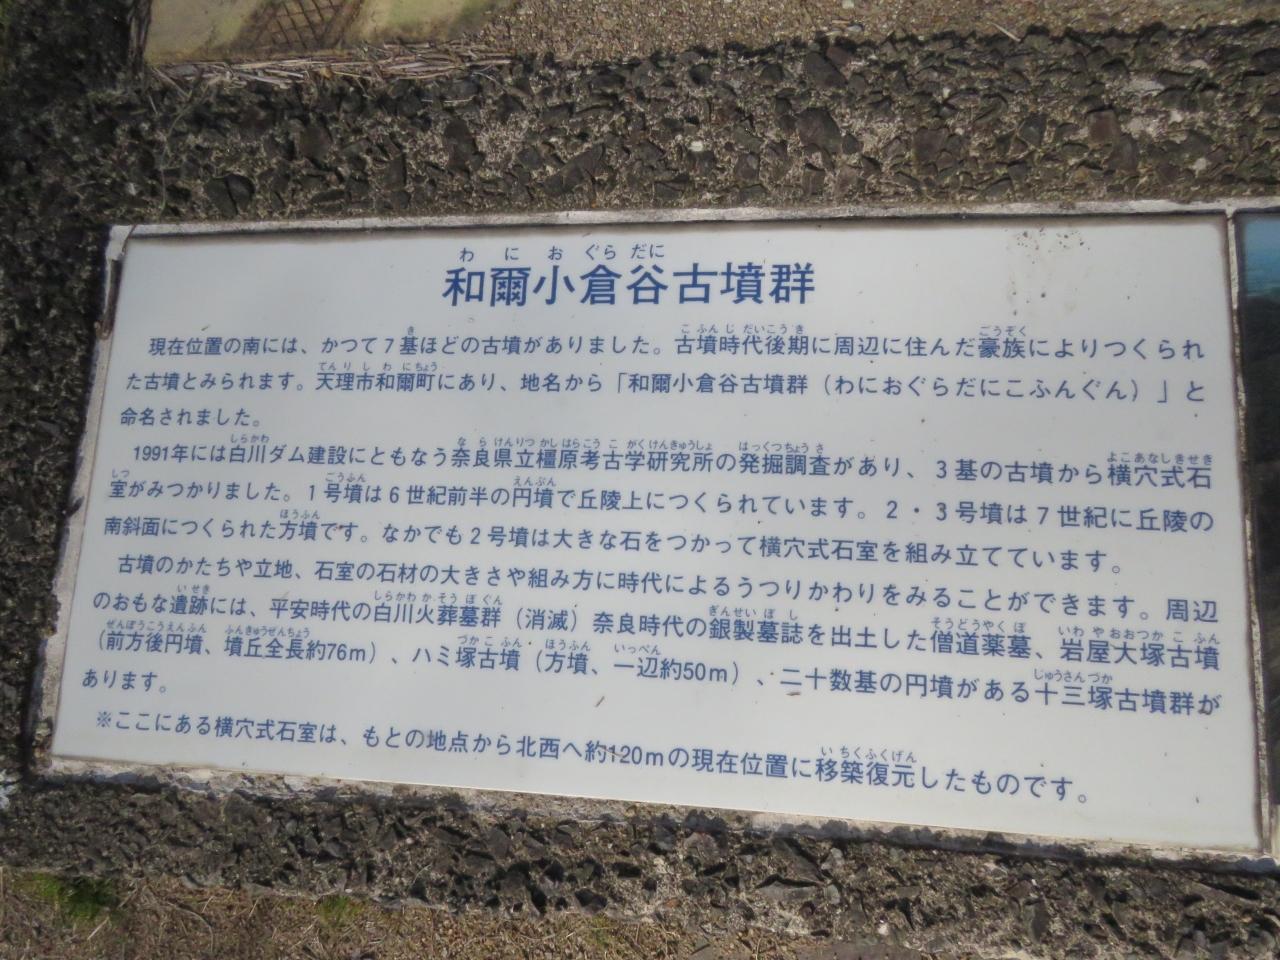 和爾小倉谷古墳群
現在位置の南には、かつて7基ほどの古墳がありました。古墳時代後期に周辺に住んだ豪族によりつくられ
た古墳とみられます。天理市和爾町にあり、地名から「和爾小倉谷古墳群（わにおぐらだにこふんぐん）」と
命名されました。
1991年には白川ダム建設にともなう奈良県立橿原考古学研究所の発掘調査があり、3基の古墳から横穴式石
室がみつかりました。1号墳は6世紀前半の円墳で丘陵上につくられています。2・3号墳は7世紀に丘陵の
南斜面につくられた方墳です。なかでも2号墳は大きな石をつかって横穴式石室を組み立てています。
古墳のかたちや立地、石室の石材の大きさや組み方に時代によるうつりかわりをみることができます。周辺
のおもな遺跡には、平安時代の白川火葬墓群（消滅）奈良時代の銀製墓誌を出土した僧道薬墓、岩屋大塚古墳
（前方後円墳、墳丘全長約76m）、ハミ塚古墳（方墳、一辺約50m）、二十数基の円墳がある十三塚古墳群が
あります。
※ここにある横穴式石室は、もとの地点から北西へ約120mの現在位置に移築復元したものです。